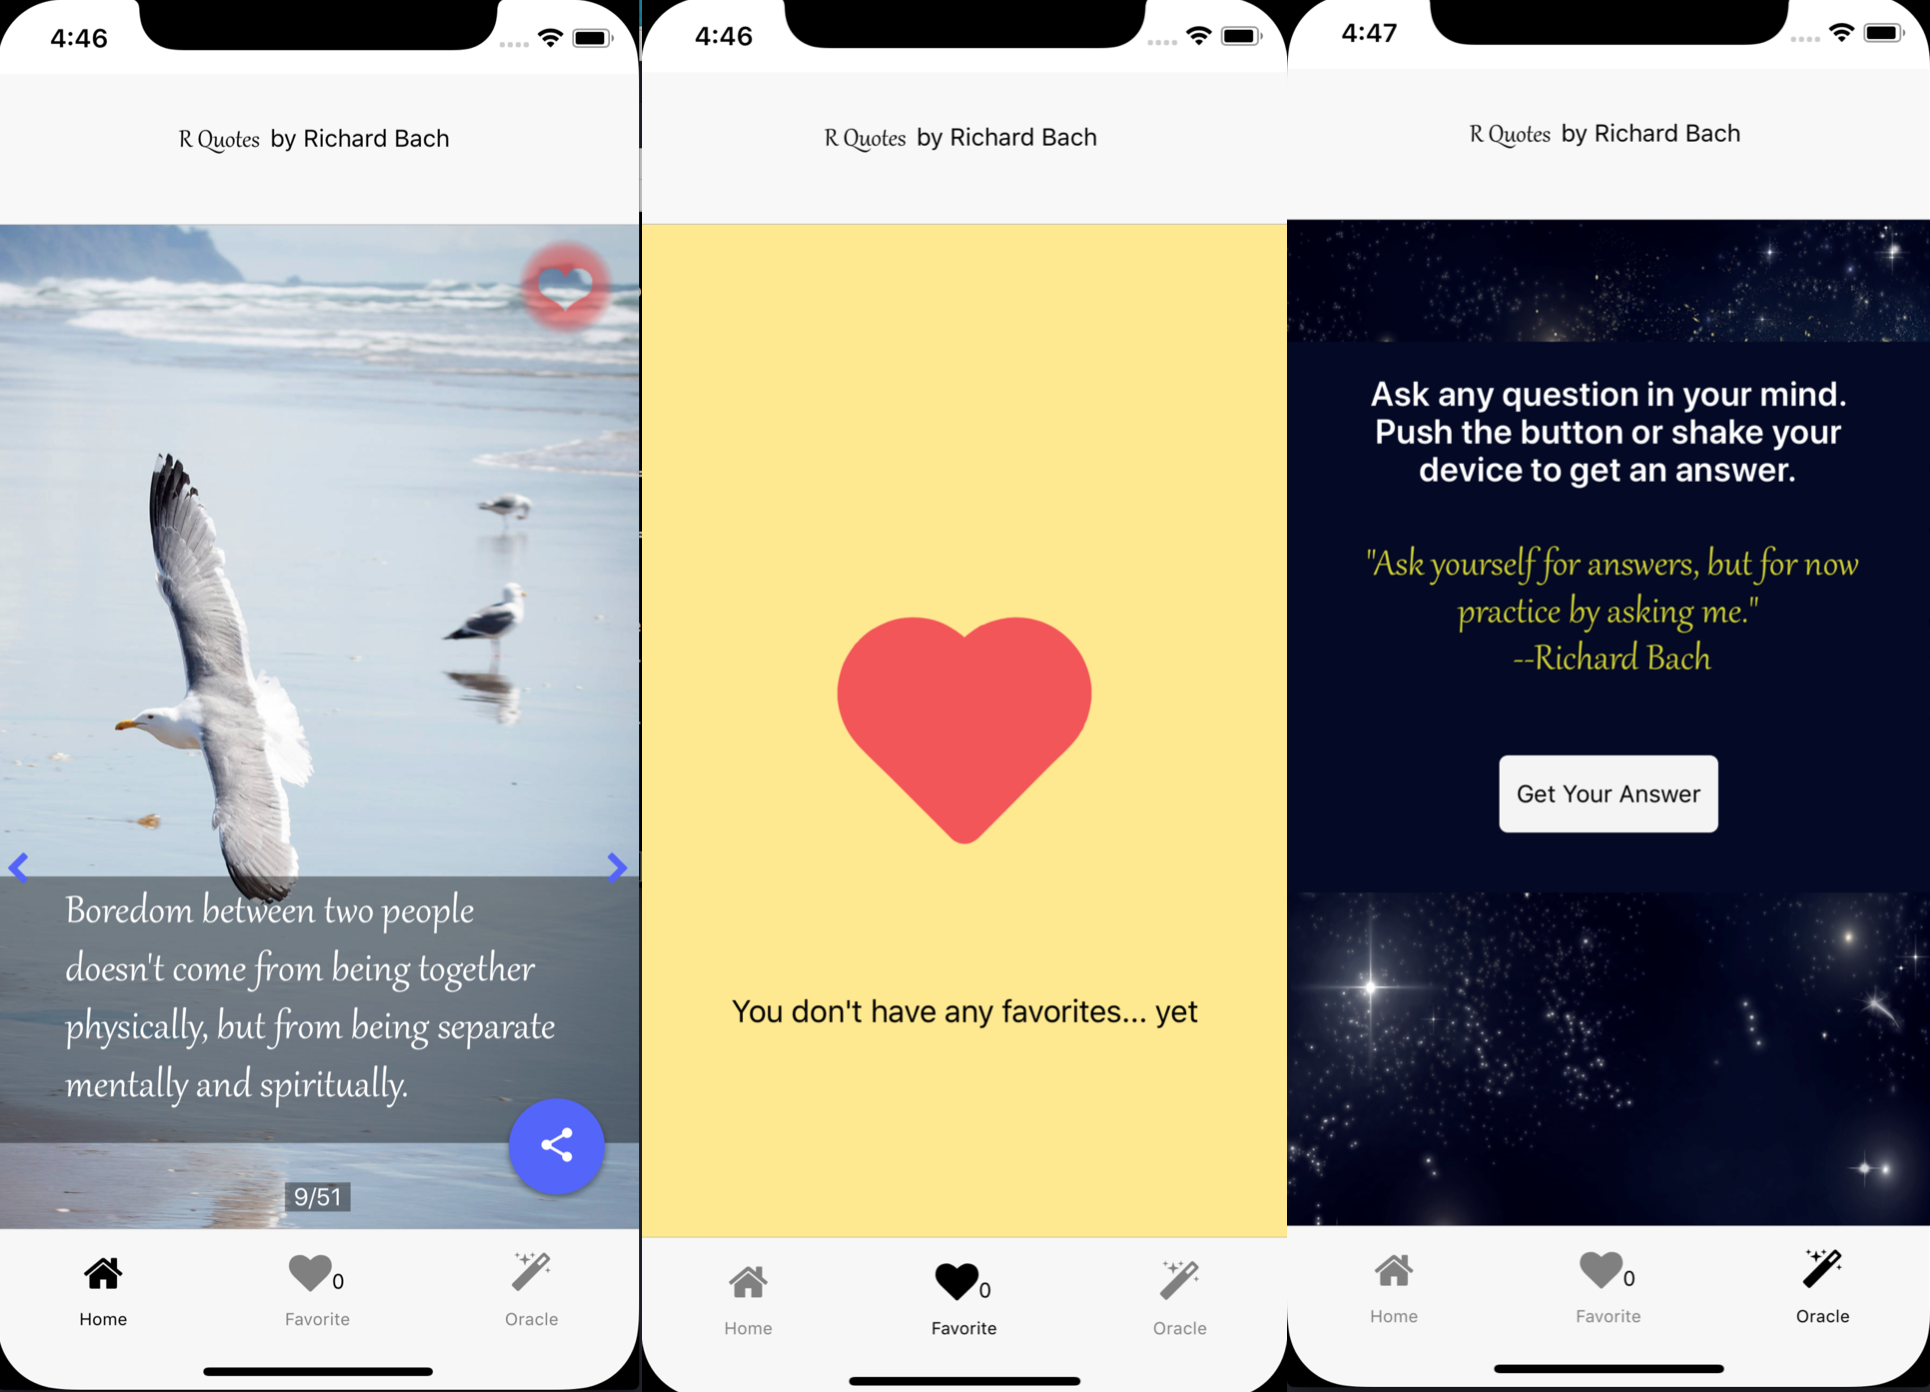 4:46
R Quotes by Richard Bach
Boredom between two people
doesn't come from being together
physically, but from being separate
mentally and spiritually.
9/51
0
Home
Favorite
Oracle
4:46
R Quotes by Richard Bach
You don't have any favorites... yet
0
Home
Favorite
Oracle
4:47
R Quotes by Richard Bach
Ask any question in your mind.
Push the button or shake your
device to get an answer.
"Ask yourself for answers, but for now
practice by asking me."
--Richard Bach
Get Your Answer
0
Home
Favorite
Oracle